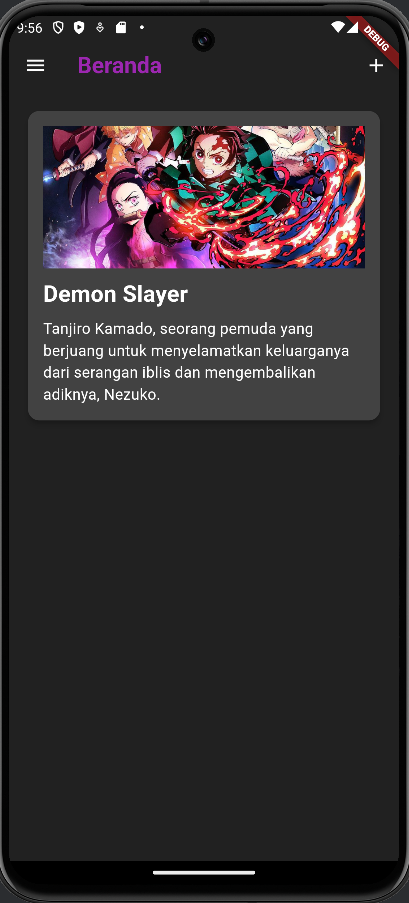 9:56
DEBUG
Beranda
Demon Slayer
Tanjiro Kamado, seorang pemuda yang
berjuang untuk menyelamatkan keluarganya
dari serangan iblis dan mengembalikan
adiknya, Nezuko.